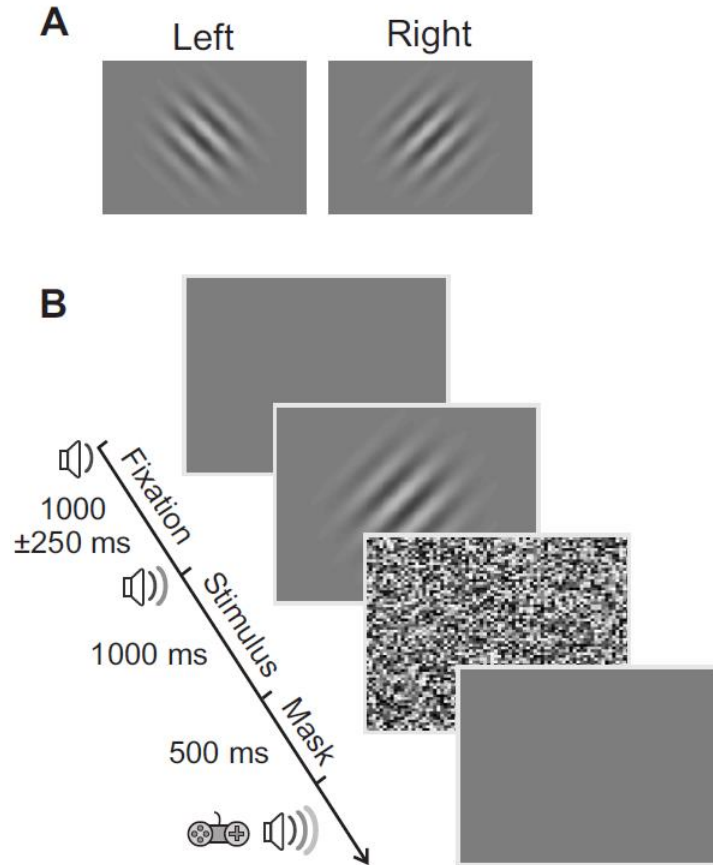 A
Left
Right
B
Fixation
1000
±250 ms
Stimulus
1000 ms
Mask
500 ms